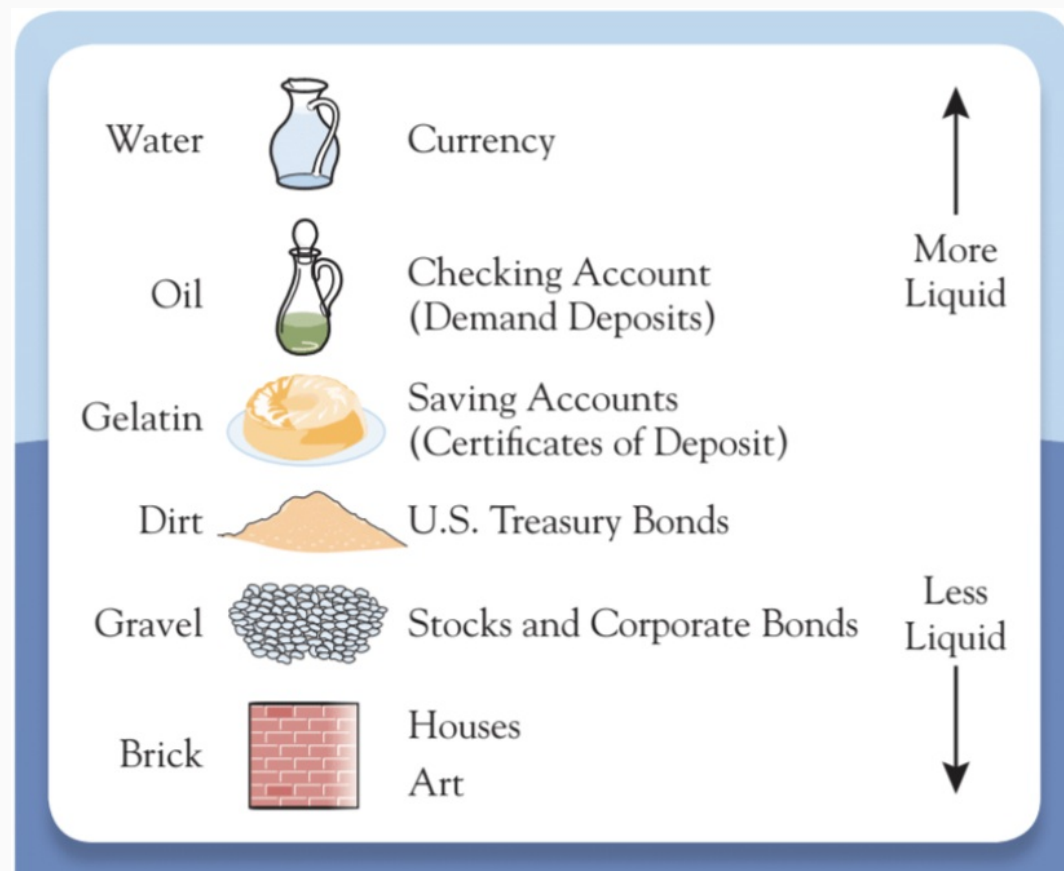 Water
Currency
Oil
Checking Account
(Demand Deposits)
More
Liquid
Gelatin
Saving Accounts
(Certificates of Deposit)
Dirt
U.S. Treasury Bonds
Gravel
Stocks and Corporate Bonds
Less
Liquid
Brick
Houses
Art